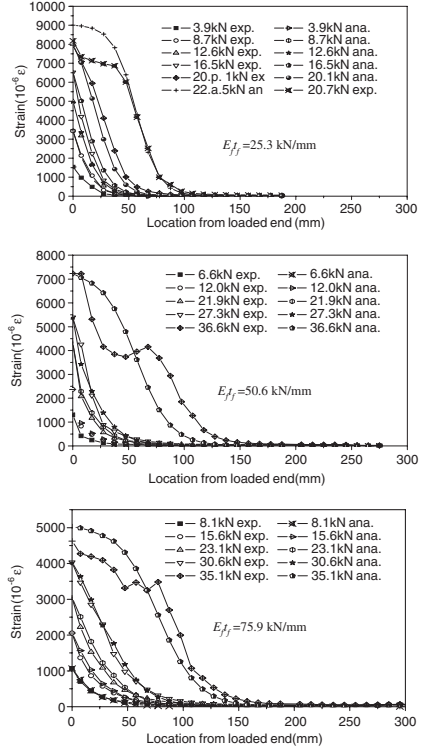 10000
9000
8000
7000
6000
5000
4000
3000
2000
1000
0
Strain(10⁻⁶ ε)
3.9kN exp. 3.9kN ana.
8.7kN exp. 8.7kN ana.
12.6kN exp. 12.6kN ana.
16.5kN exp. 16.5kN ana.
20.p. 1kN ex 20.1kN ana.
22.a.5kN an 20.7kN exp.
E_f t_f =25.3 kN/mm
0 50 100 150 200 250 300
Location from loaded end (mm)
8000
7000
6000
5000
4000
3000
2000
1000
0
Strain(10⁻⁶ ε)
6.6kN exp. 6.6kN ana.
12.0kN exp. 12.0kN ana.
21.9kN exp. 21.9kN ana.
27.3kN exp. 27.3kN ana.
36.6kN exp. 36.6kN ana.
E_f t_f =50.6 kN/mm
0 50 100 150 200 250 300
Location from loaded end(mm)
5000
4000
3000
2000
1000
0
Strain(10⁻⁶ ε)
8.1kN exp. 8.1kN ana.
15.6kN exp. 15.6kN ana.
23.1kN exp. 23.1kN ana.
30.6kN exp. 30.6kN ana.
35.1kN exp. 35.1kN ana.
E_f t_f =75.9 kN/mm
0 50 100 150 200 250 300
Location from loaded end(mm)